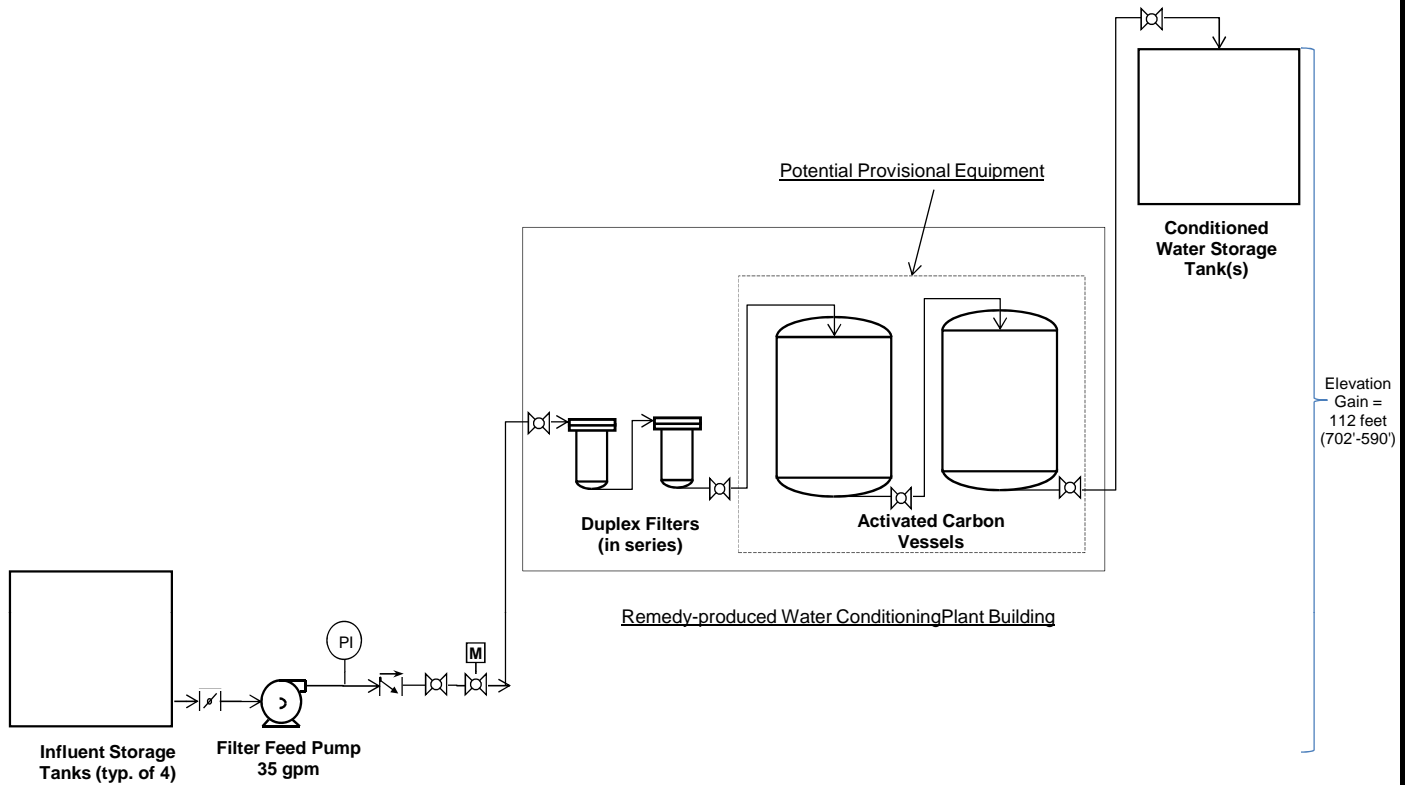 Potential Provisional Equipment
Conditioned
Water Storage
Tank(s)
Elevation
Gain =
112 feet
(702'-590')
Duplex Filters
(in series)
Activated Carbon
Vessels
Remedy-produced Water ConditioningPlant Building
PI
M
Influent Storage
Tanks (typ. of 4)
Filter Feed Pump
35 gpm